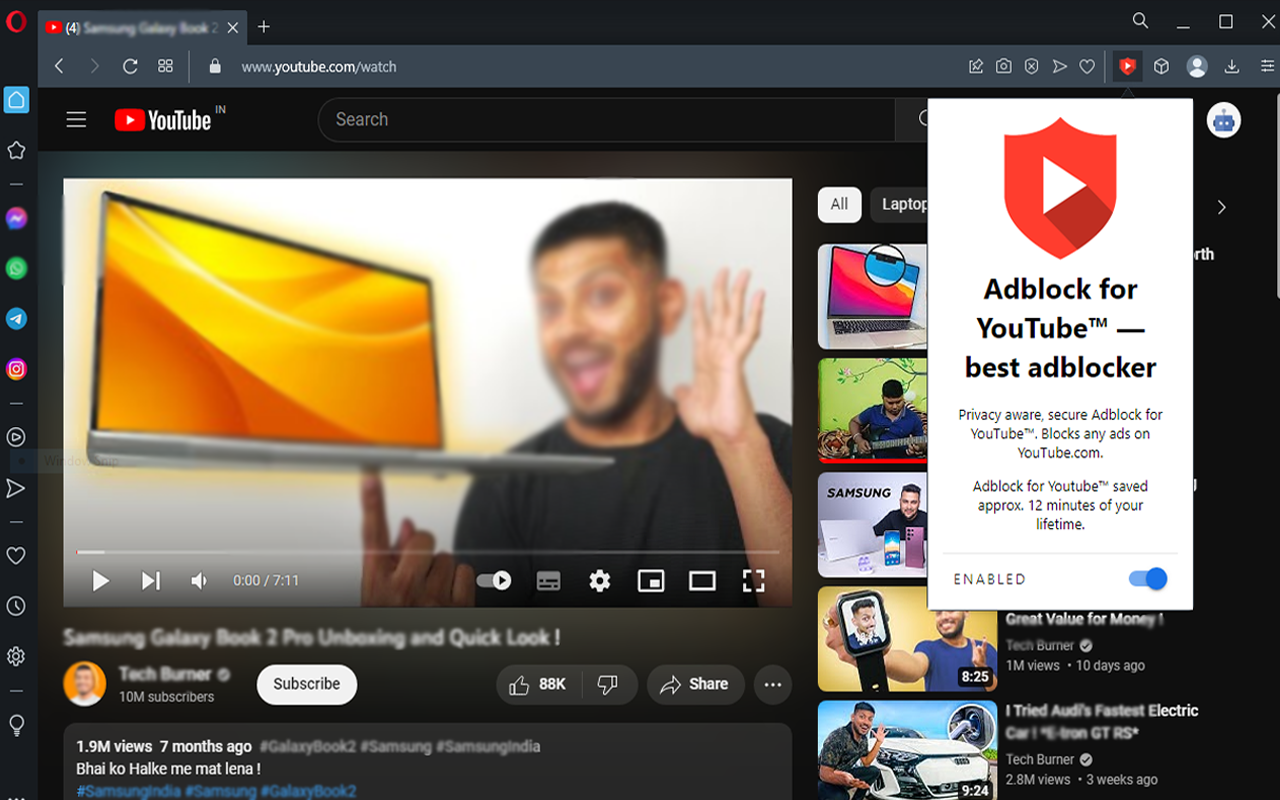 (4) Samsung Galaxy Book 2
www.youtube.com/watch
YouTube IN
Search
All
Laptop
orth
SAMSUNG
Adblock for
YouTube™ —
best adblocker
Privacy aware, secure Adblock for
YouTube™. Blocks any ads on
YouTube.com.
Adblock for Youtube™ saved
approx. 12 minutes of your
lifetime.
ENABLED
0:00 / 7:11
Samsung Galaxy Book 2 Pro Unboxing and Quick Look !
Tech Burner
10M subscribers
Subscribe
88K
Share
1.9M views 7 months ago #GalaxyBook2 #Samsung #SamsungIndia
Bhai ko Halke me mat lena !
#SamsungIndia #Samsung #GalaxyBook2
8:25
Great Value for Money !
Tech Burner
1M views • 10 days ago
9:24
I Tried Audi's Fastest Electric
Car ! *E-tron GT RS*
Tech Burner
2.8M views • 3 weeks ago